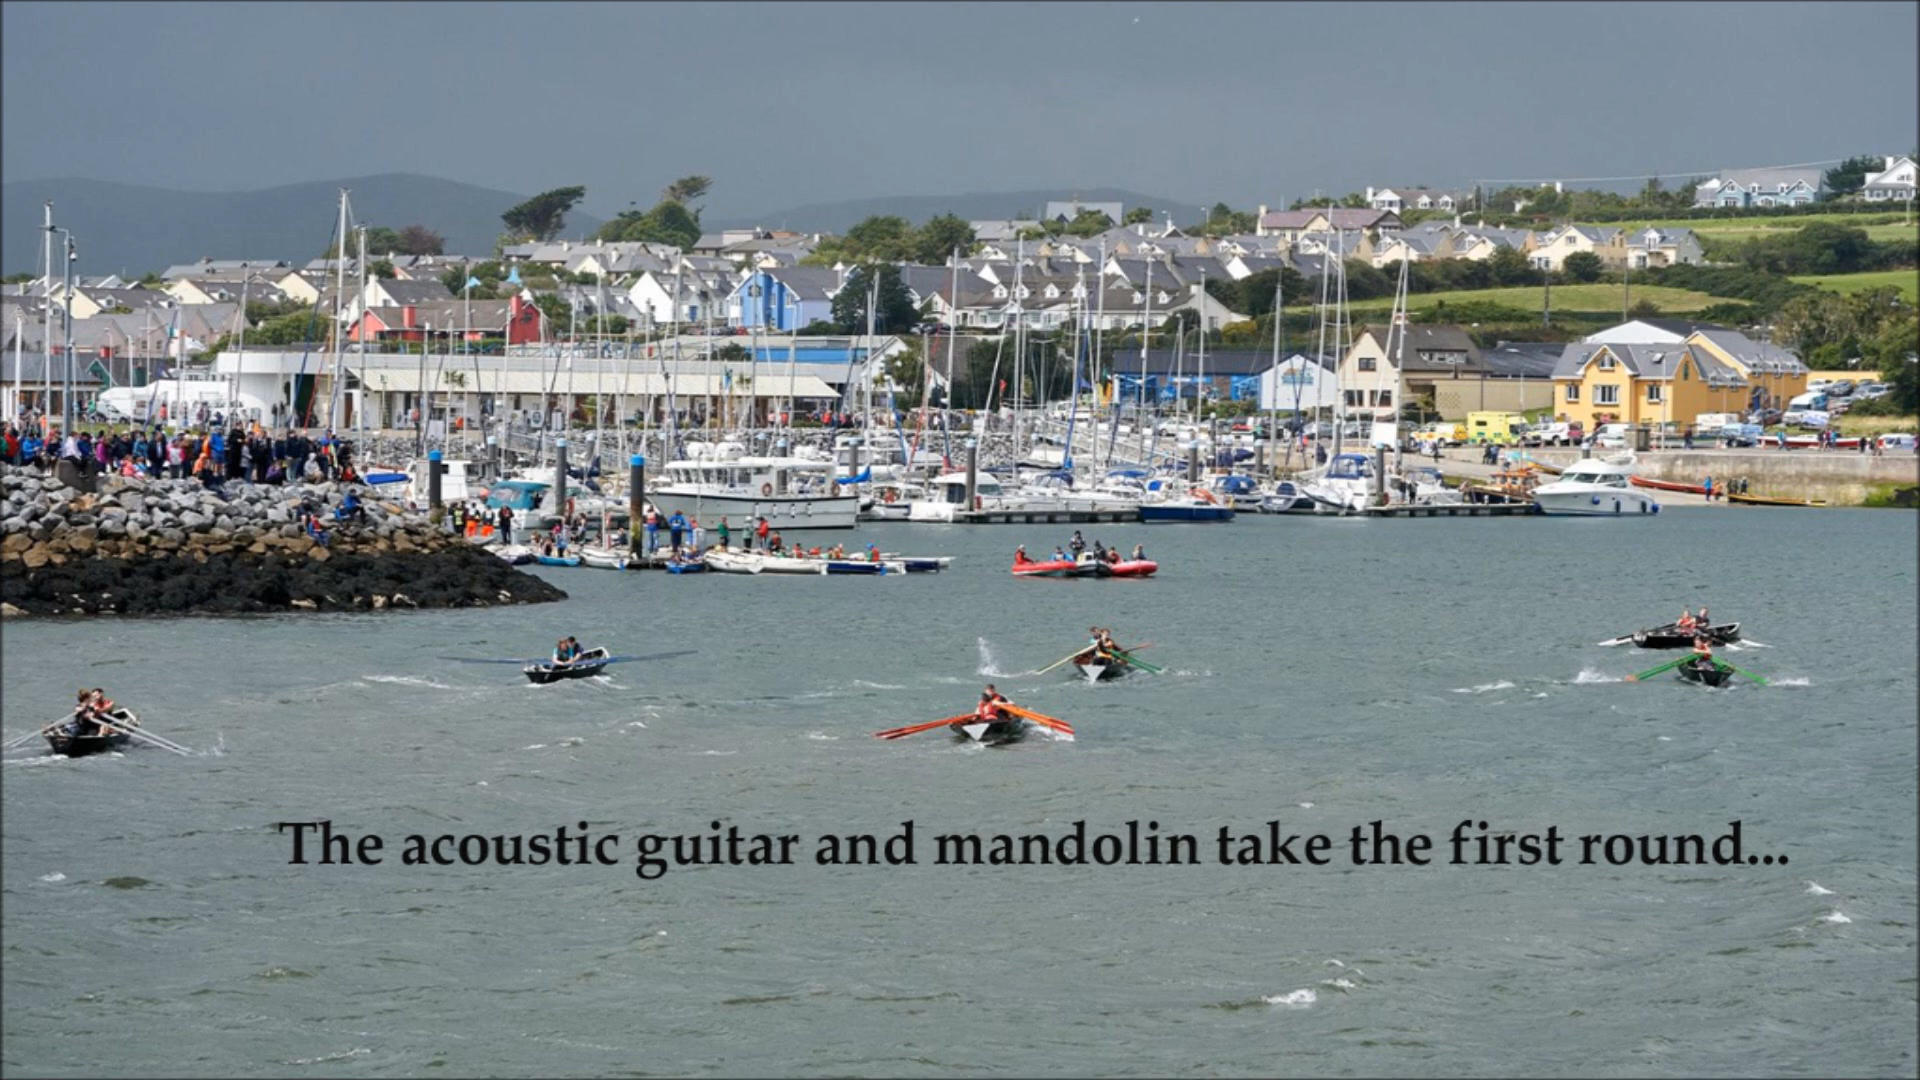 The acoustic guitar and mandolin take the first round...